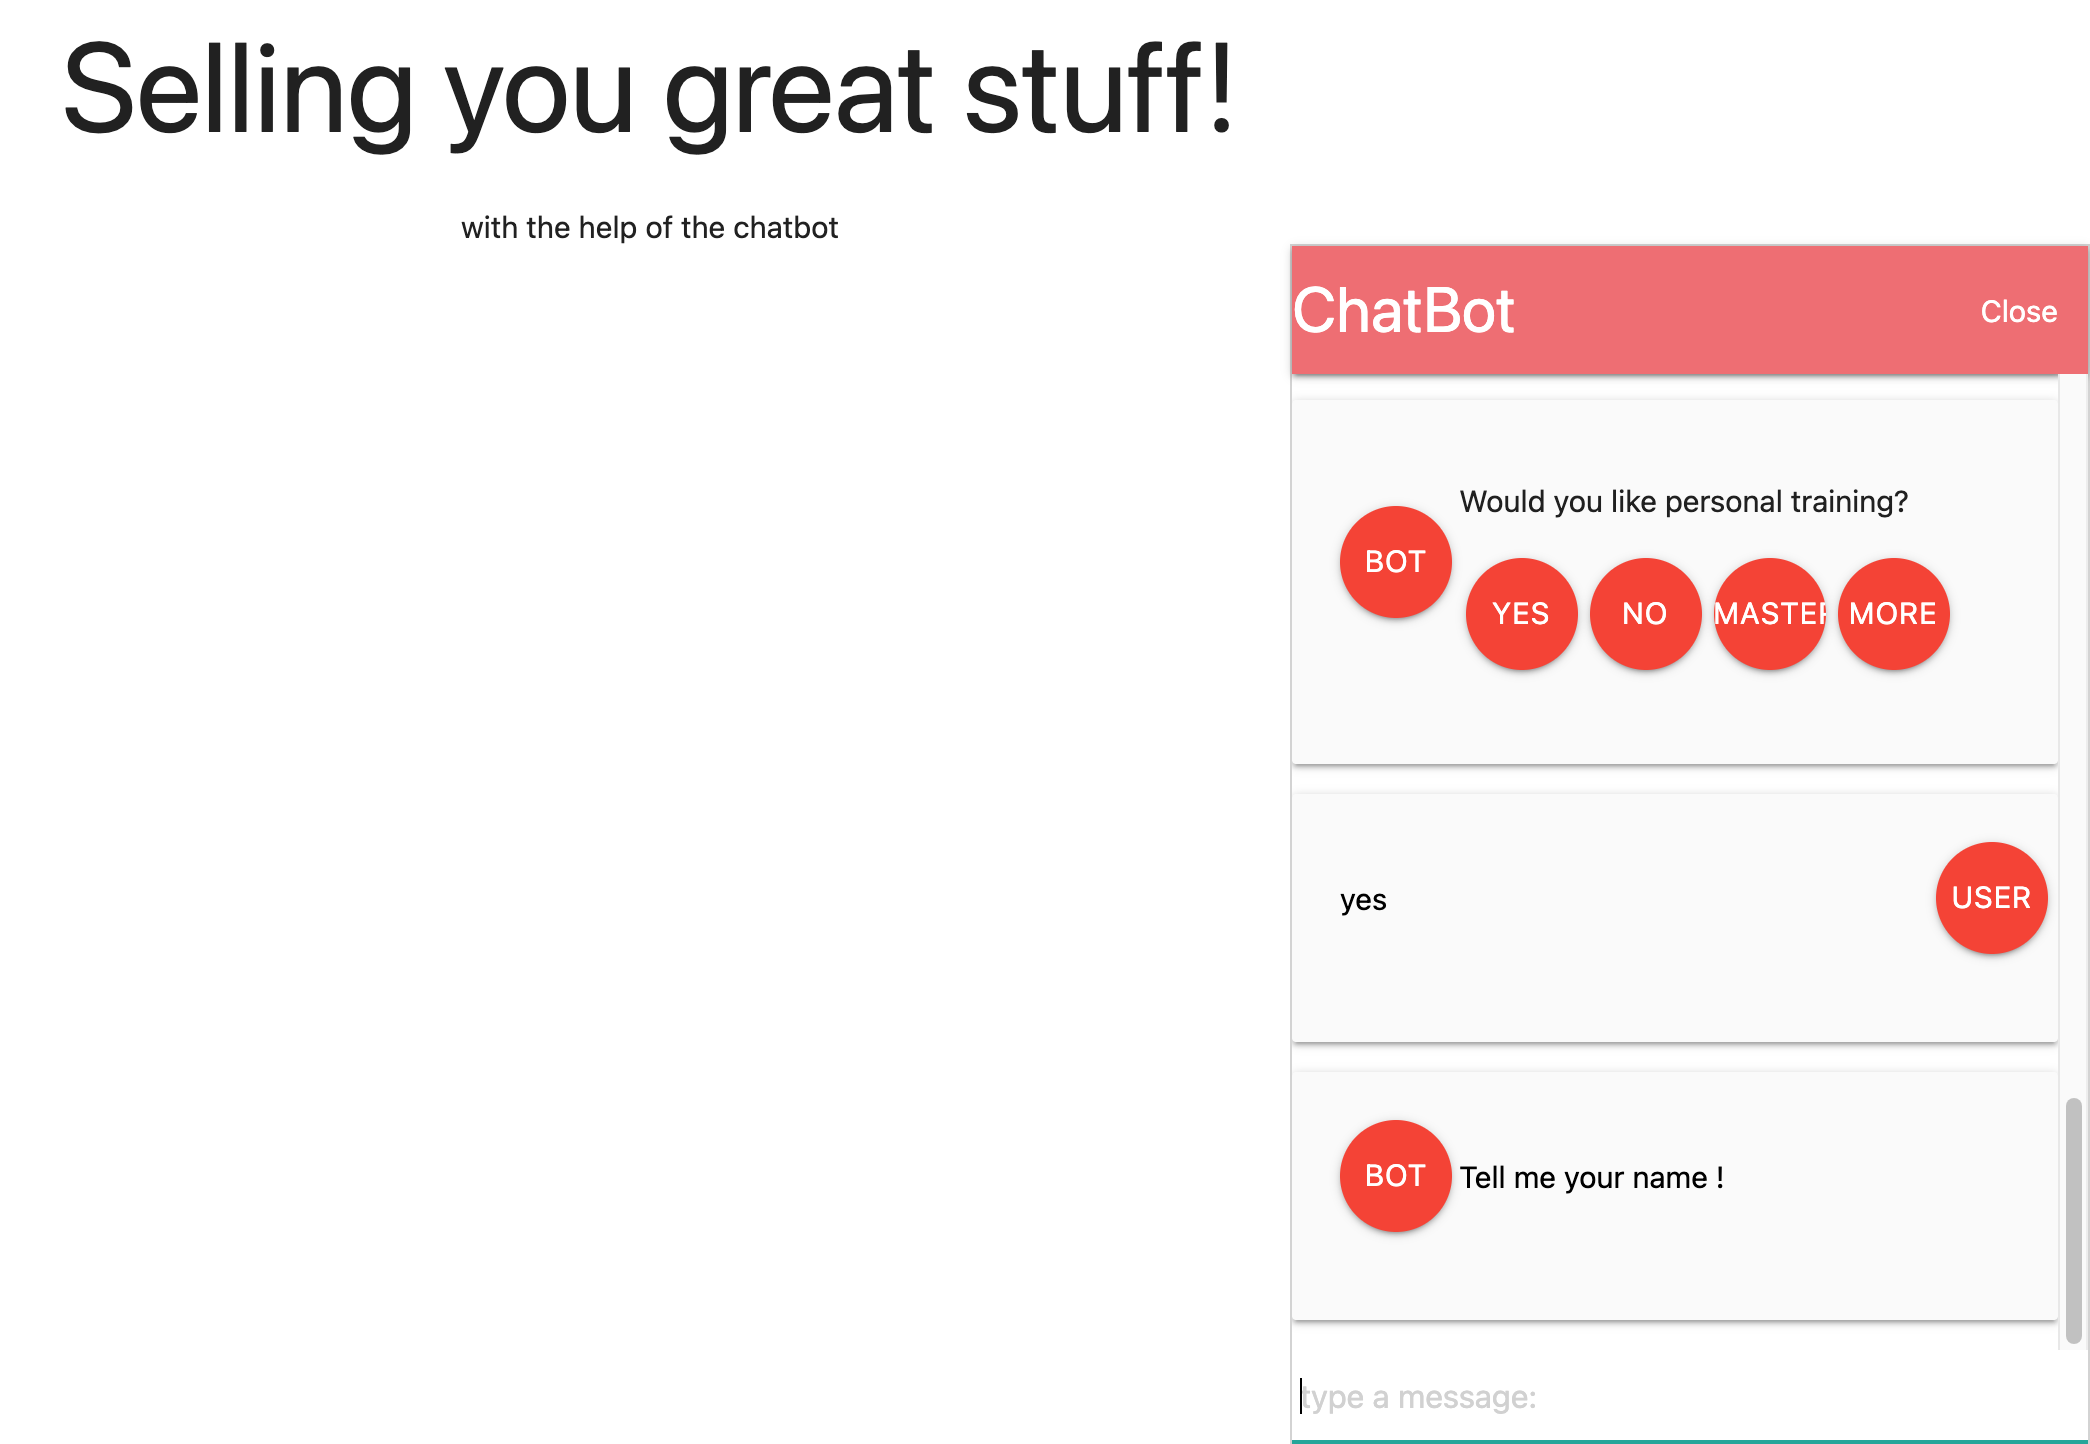 Selling you great stuff!
with the help of the chatbot
ChatBot
Close
Would you like personal training?
BOT
YES
NO
MASTER
MORE
yes
USER
BOT
Tell me your name !
type a message: